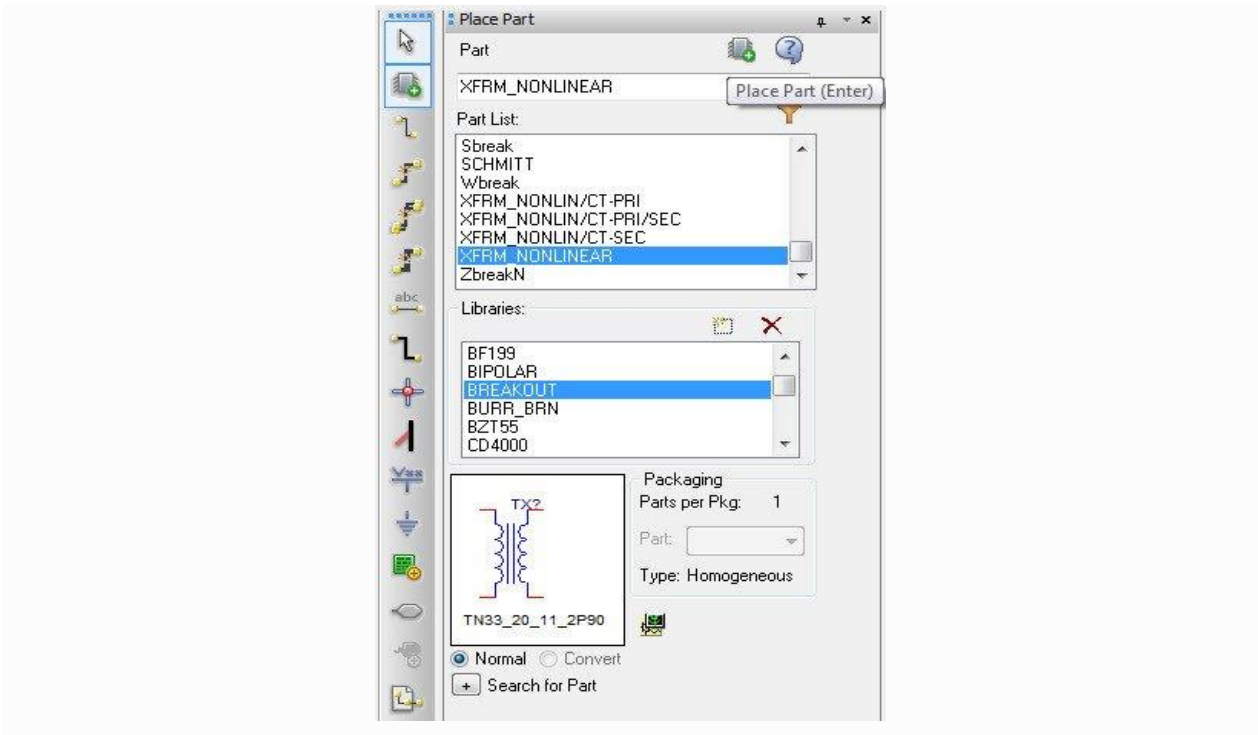 Place Part
Part
XFRM_NONLINEAR
Place Part (Enter)
Part List:
Sbreak
SCHMITT
Wbreak
XFRM_NONLIN/CT-PRI
XFRM_NONLIN/CT-PRI/SEC
XFRM_NONLIN/CT-SEC
XFRM_NONLINEAR
ZbreakN
abc
Libraries:
BF199
BIPOLAR
BREAKOUT
BURR_BRN
BZT55
CD4000
Packaging
Parts per Pkg: 1
TX?
Part:
Type: Homogeneous
TN33_20_11_2P90
Normal Convert
+ Search for Part